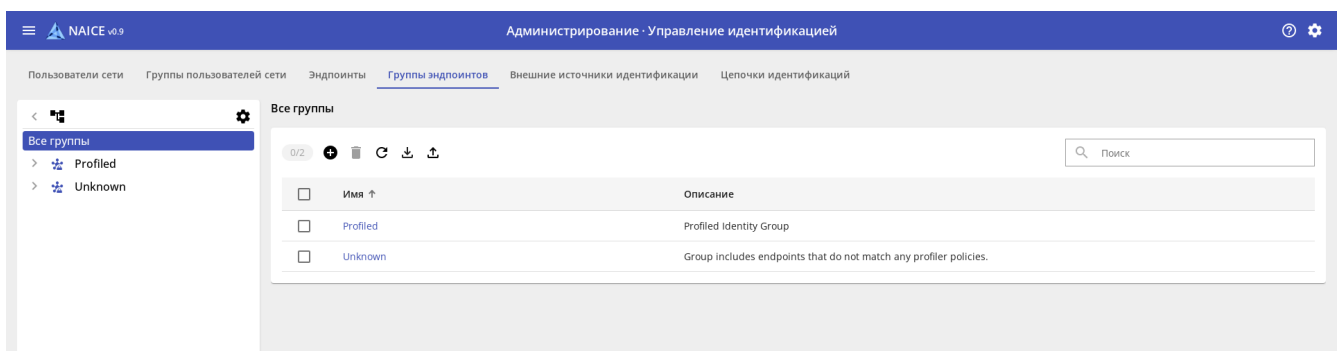 NAICE v0.9
Администрирование · Управление идентификацией
Пользователи сети Группы пользователей сети Эндпоинты Группы эндпоинтов Внешние источники идентификации Цепочки идентификаций
Все группы
Profiled
Unknown
Все группы
0/2 Поиск
Имя Описание
Profiled Profiled Identity Group
Unknown Group includes endpoints that do not match any profiler policies.